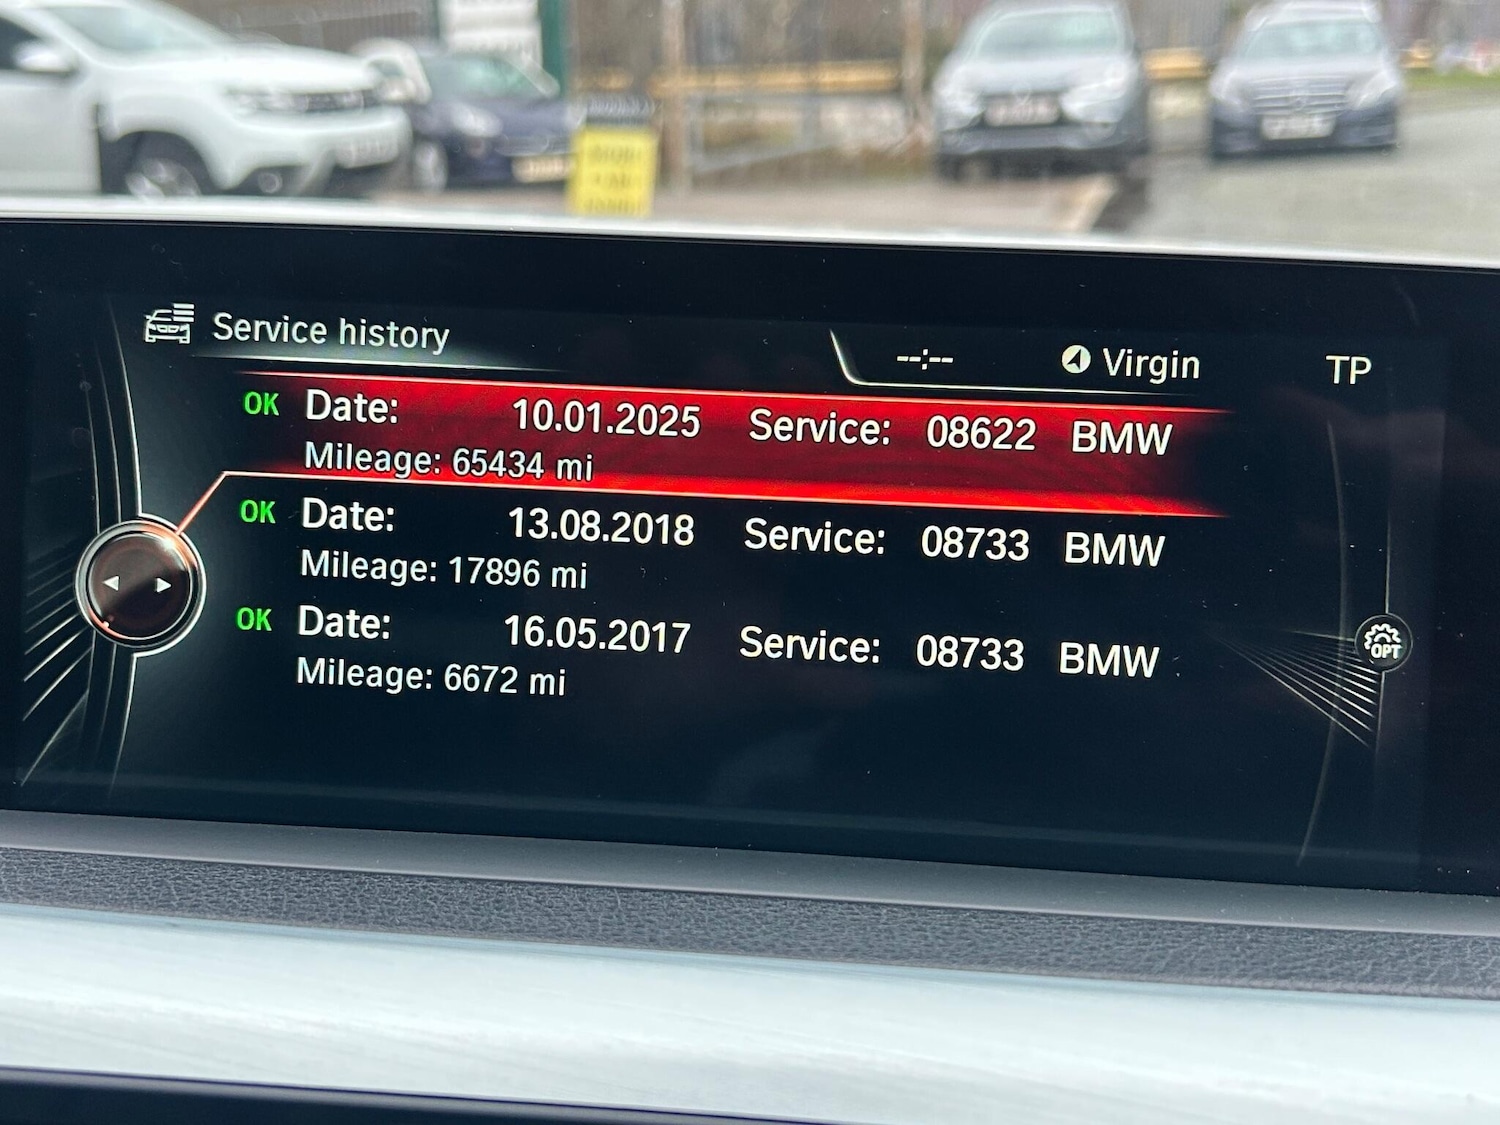 Service history
--:-- Virgin TP
OK Date: 10.01.2025 Service: 08622 BMW
Mileage: 65434 mi
OK Date: 13.08.2018 Service: 08733 BMW
Mileage: 17896 mi
OK Date: 16.05.2017 Service: 08733 BMW
Mileage: 6672 mi
OPT